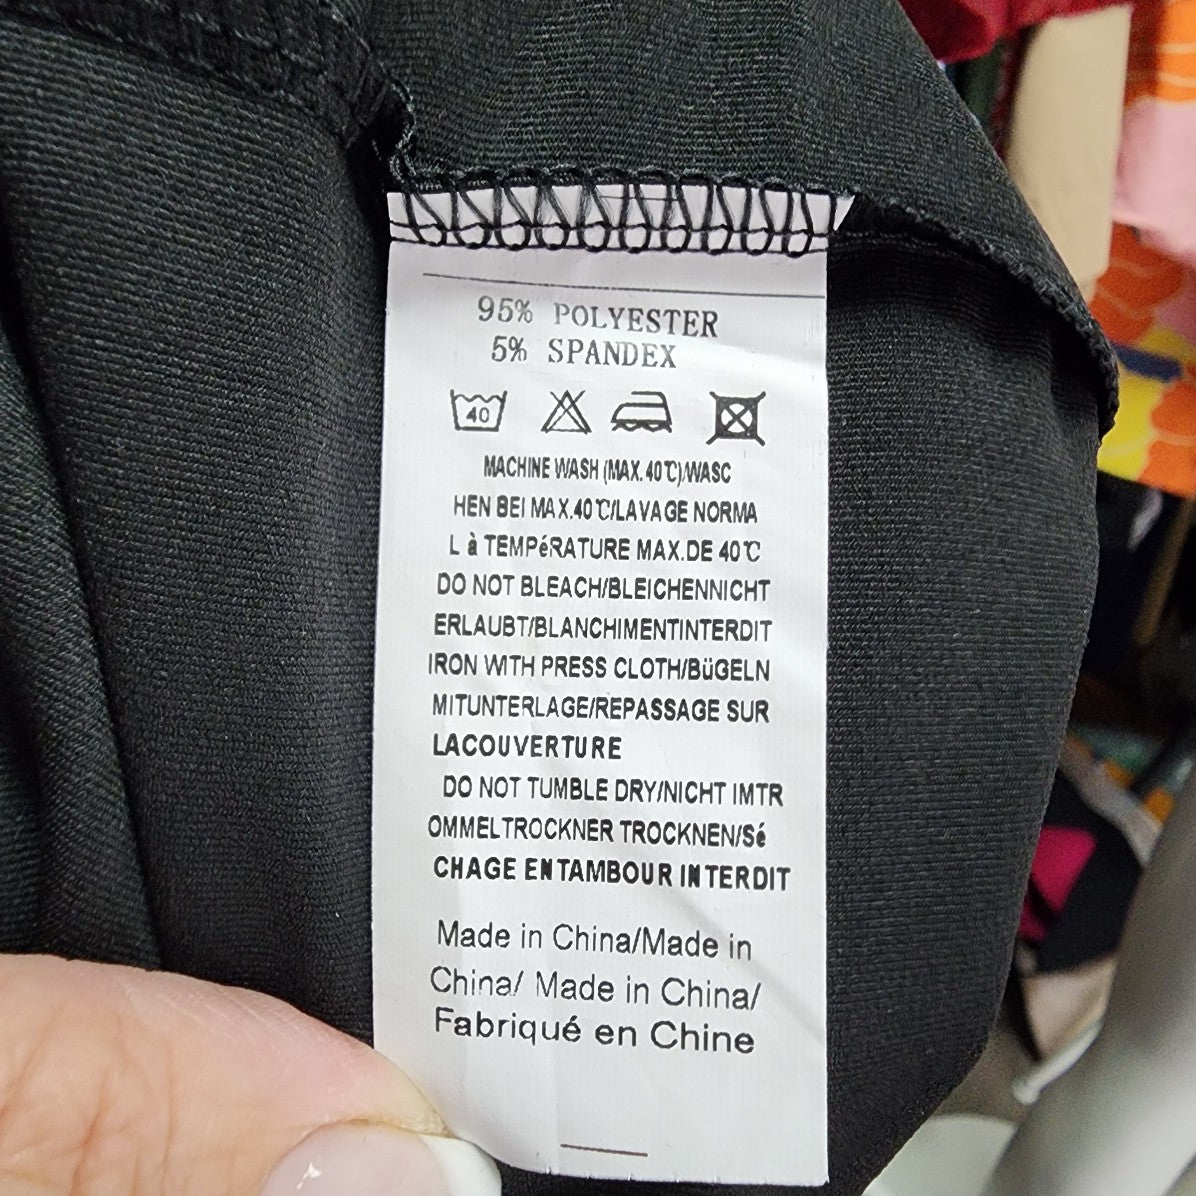 95% POLYESTER
5% SPANDEX
40
MACHINE WASH (MAX. 40℃)/WASC
HEN BEI MAX.40℃/LAVAGE NORMA
L à TEMPéRATURE MAX.DE 40℃
DO NOT BLEACH/BLEICHENNICHT
ERLAUBT/BLANCHIMENTINTERDIT
IRON WITH PRESS CLOTH/BüGELN
MITUNTERLAGE/REPASSAGE SUR
LACOUVERTURE
DO NOT TUMBLE DRY/NICHT IMTR
OMMELTROCKNER TROCKNEN/Sé
CHAGE EN TAMBOUR INTERDIT
Made in China/Made in
China/ Made in China/
Fabriqué en Chine